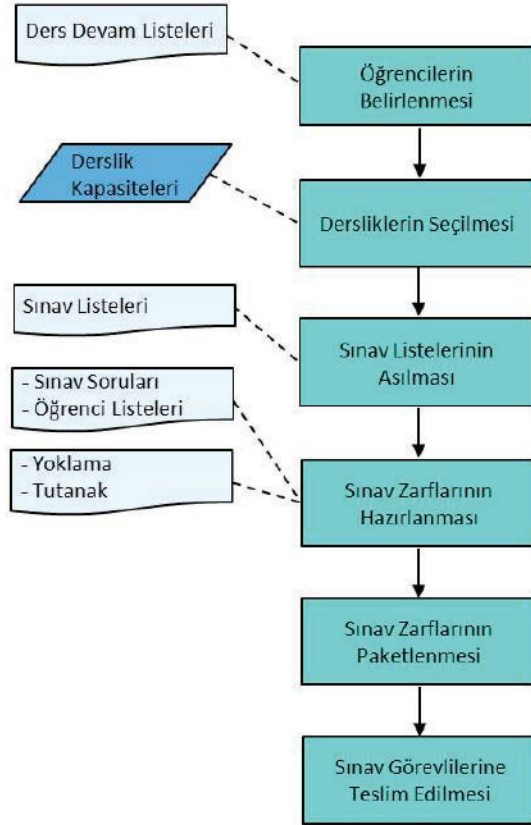 Ders Devam Listeleri
Öğrencilerin
Belirlenmesi
Derslik
Kapasiteleri
Dersliklerin Seçilmesi
Sınav Listeleri
Sınav Listelerinin
Asılması
- Sınav Soruları
- Öğrenci Listeleri
- Yoklama
- Tutanak
Sınav Zarflarının
Hazırlanması
Sınav Zarflarının
Paketlenmesi
Sınav Görevlilerine
Teslim Edilmesi